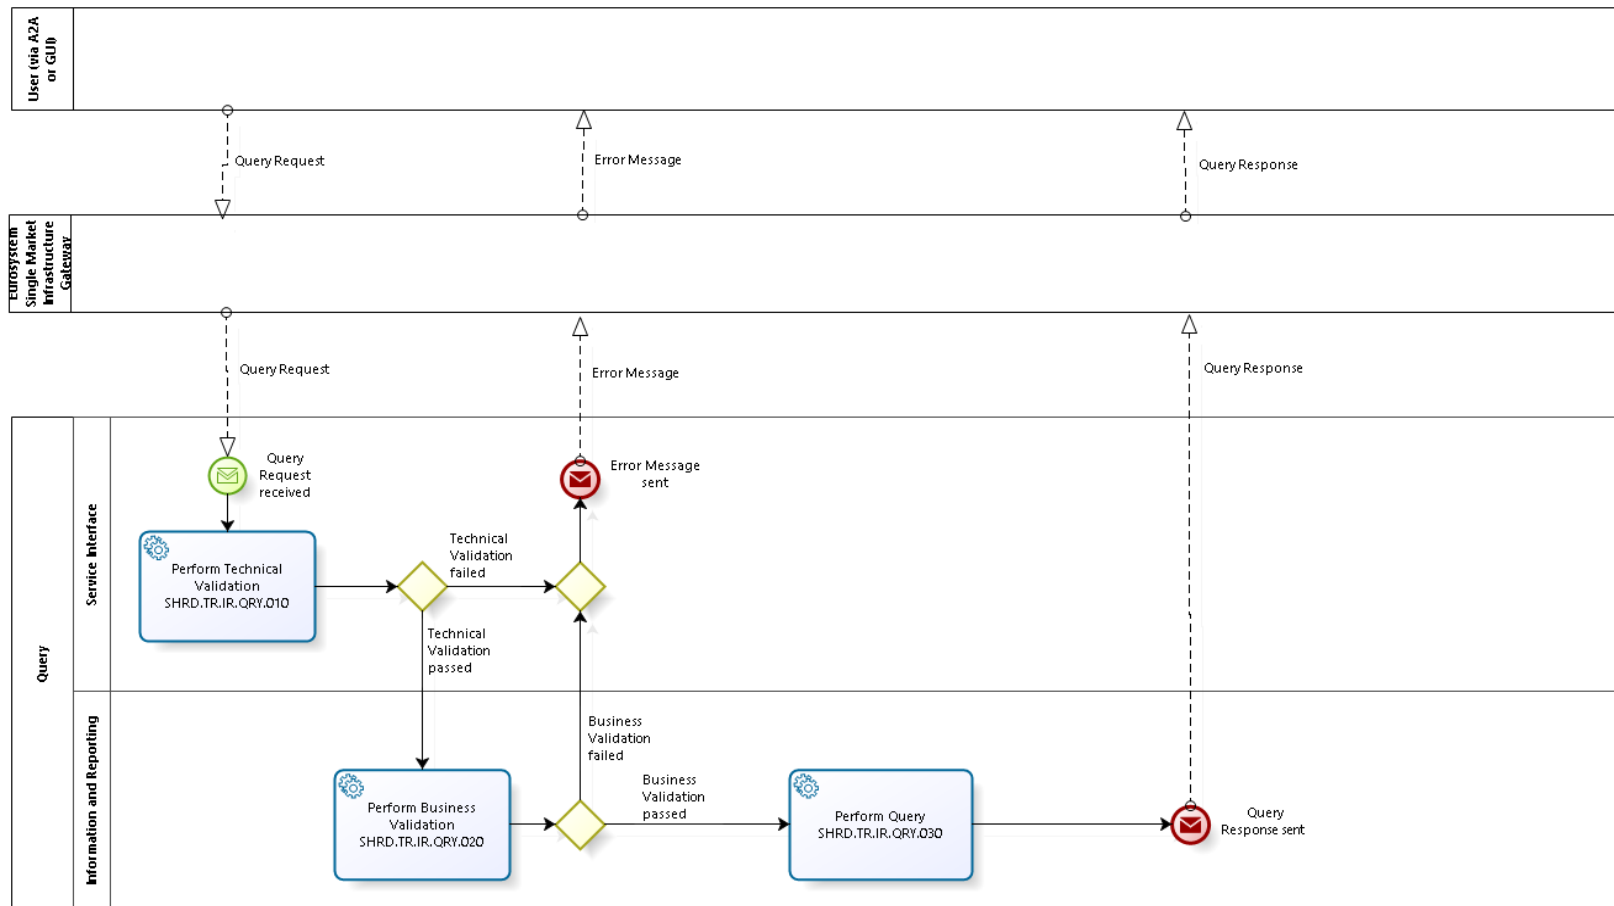 User (via A2A
or GUI)
Query Request
Error Message
Query Response
Eurosystem
Single Market
Infrastructure
Gateway
Query Request
Error Message
Query Response
Query
Service Interface
Query
Request
received
Error Message
sent
Perform Technical
Validation
SHRD.TR.IR.QRY.010
Technical
Validation
failed
Technical
Validation
passed
Information and Reporting
Business
Validation
failed
Perform Business
Validation
SHRD.TR.IR.QRY.020
Business
Validation
passed
Perform Query
SHRD.TR.IR.QRY.030
Query
Response sent